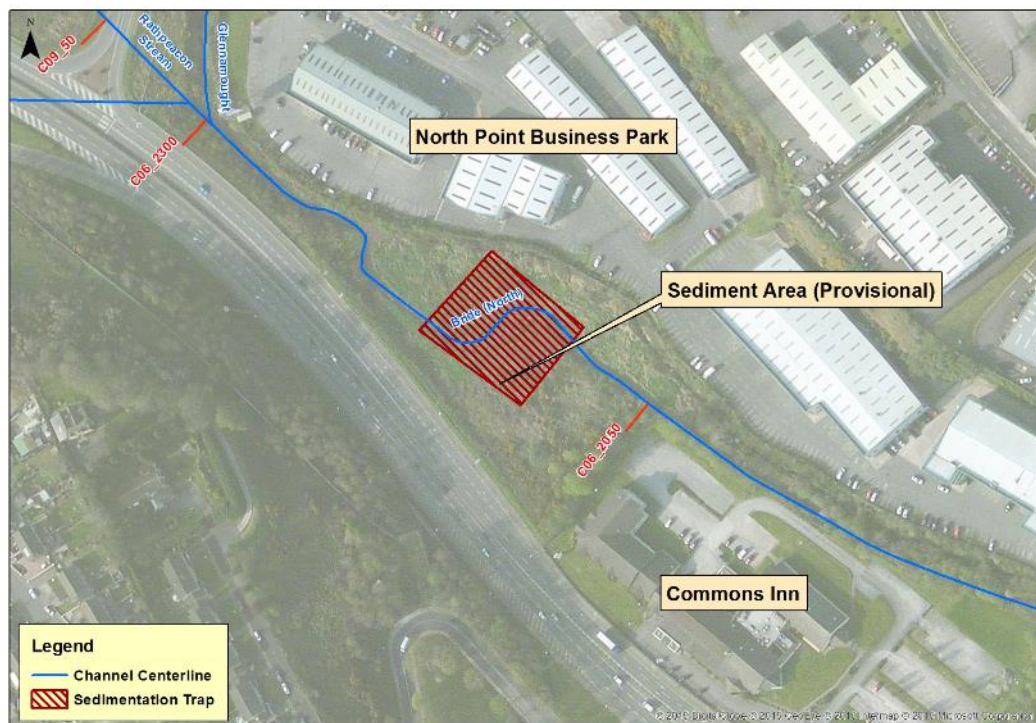 N
C09_50
Rathpeacon
Stream
Glennamought
C06_2300
North Point Business Park
Sediment Area (Provisional)
Bride (North)
C06_2050
Commons Inn
Legend
Channel Centerline
Sedimentation Trap